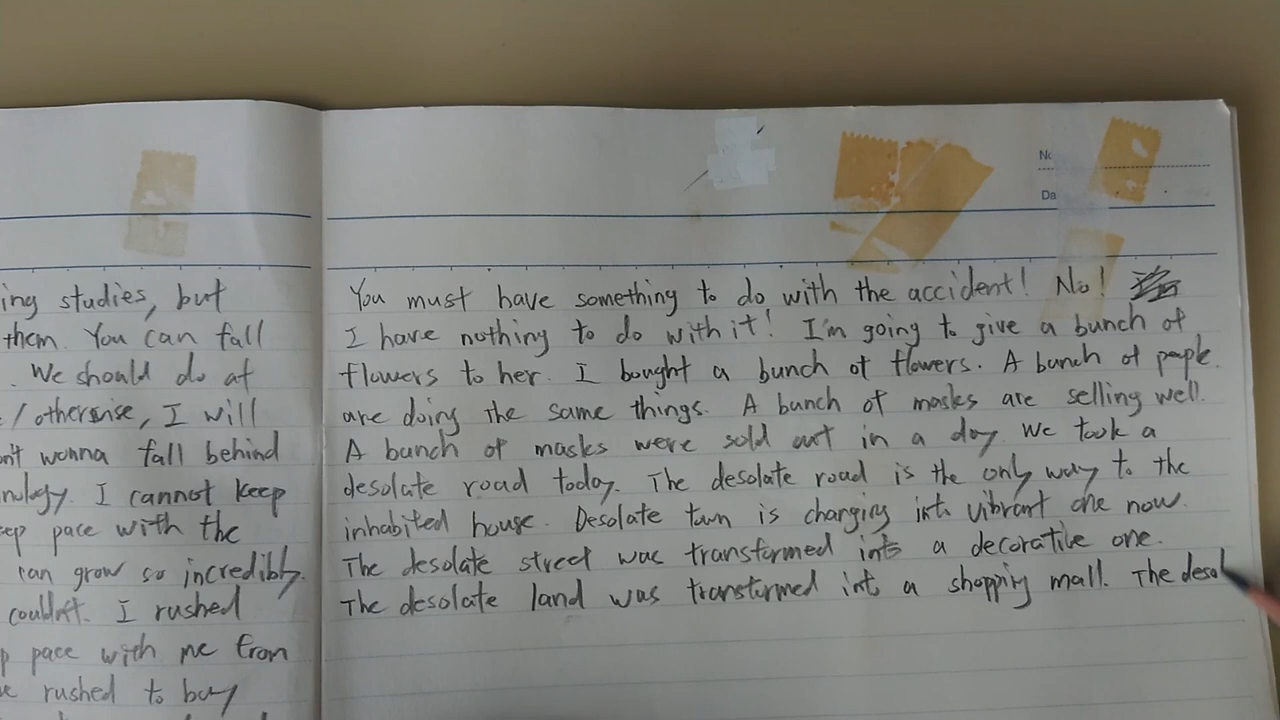 ing studies, but
them. You can fall
. We should do at
/ otherwise, I will
on't wanna fall behind
nology. I cannot keep
eep pace with the
can grow so incredibly.
couldn't. I rushed
p pace with me from
rushed to buy
No
Da
You must have something to do with the accident! No!
I have nothing to do with it! I'm going to give a bunch of
flowers to her. I bought a bunch of flowers. A bunch of people
are doing the same things. A bunch of masks are selling well.
A bunch of masks were sold out in a day. We took a
desolate road today. The desolate road is the only way to the
inhabited house. Desolate town is changing into vibrant one now.
The desolate street was transformed into a decorative one.
The desolate land was transformed into a shopping mall. The desol